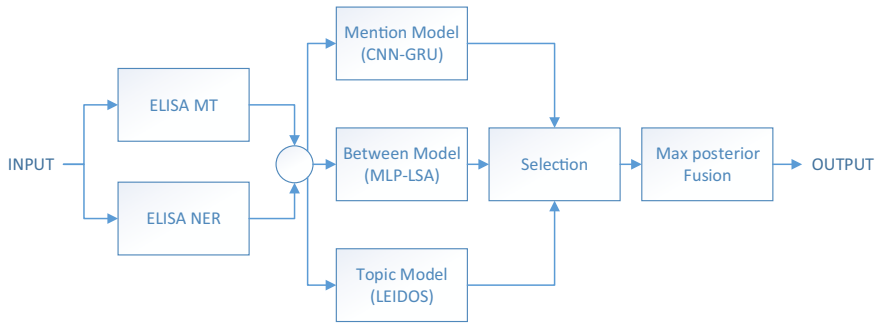 INPUT
ELISA MT
ELISA NER
Mention Model
(CNN-GRU)
Between Model
(MLP-LSA)
Topic Model
(LEIDOS)
Selection
Max posterior
Fusion
OUTPUT